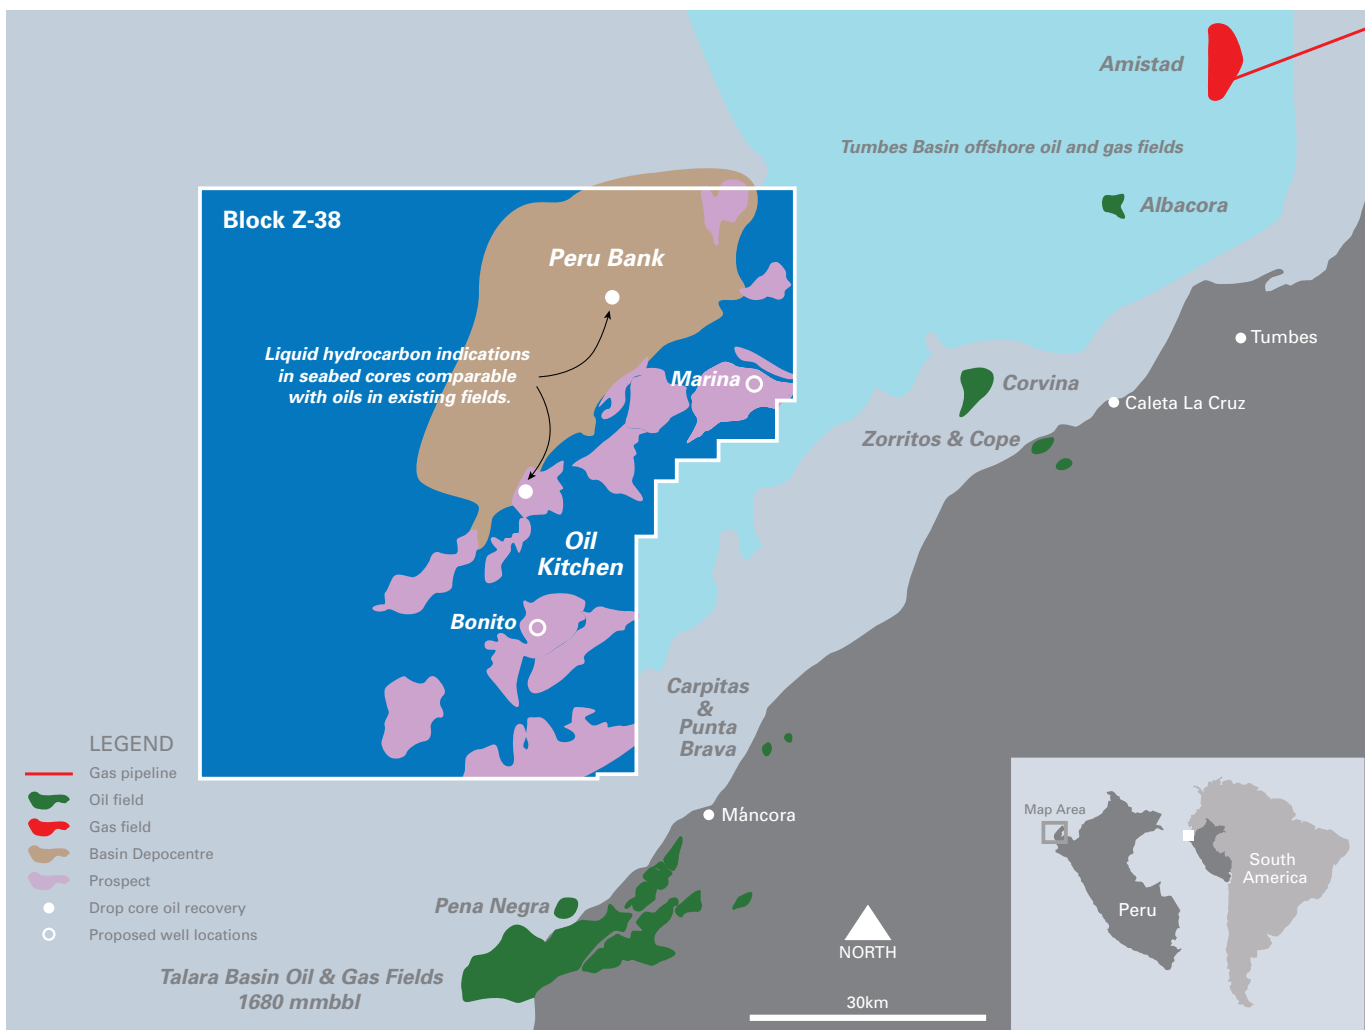 Amistad
Tumbes Basin offshore oil and gas fields
Albacora
Block Z-38
Peru Bank
Tumbes
Liquid hydrocarbon indications
in seabed cores comparable
with oils in existing fields.
Marina
Corvina
Caleta La Cruz
Zorritos & Cope
Oil
Kitchen
Bonito
Carpitas
&
Punta
Brava
LEGEND
Gas pipeline
Oil field
Gas field
Basin Depocentre
Prospect
Drop core oil recovery
Proposed well locations
Máncora
Pena Negra
Talara Basin Oil & Gas Fields
1680 mmbbl
NORTH
30km
Map Area
Peru
South
America